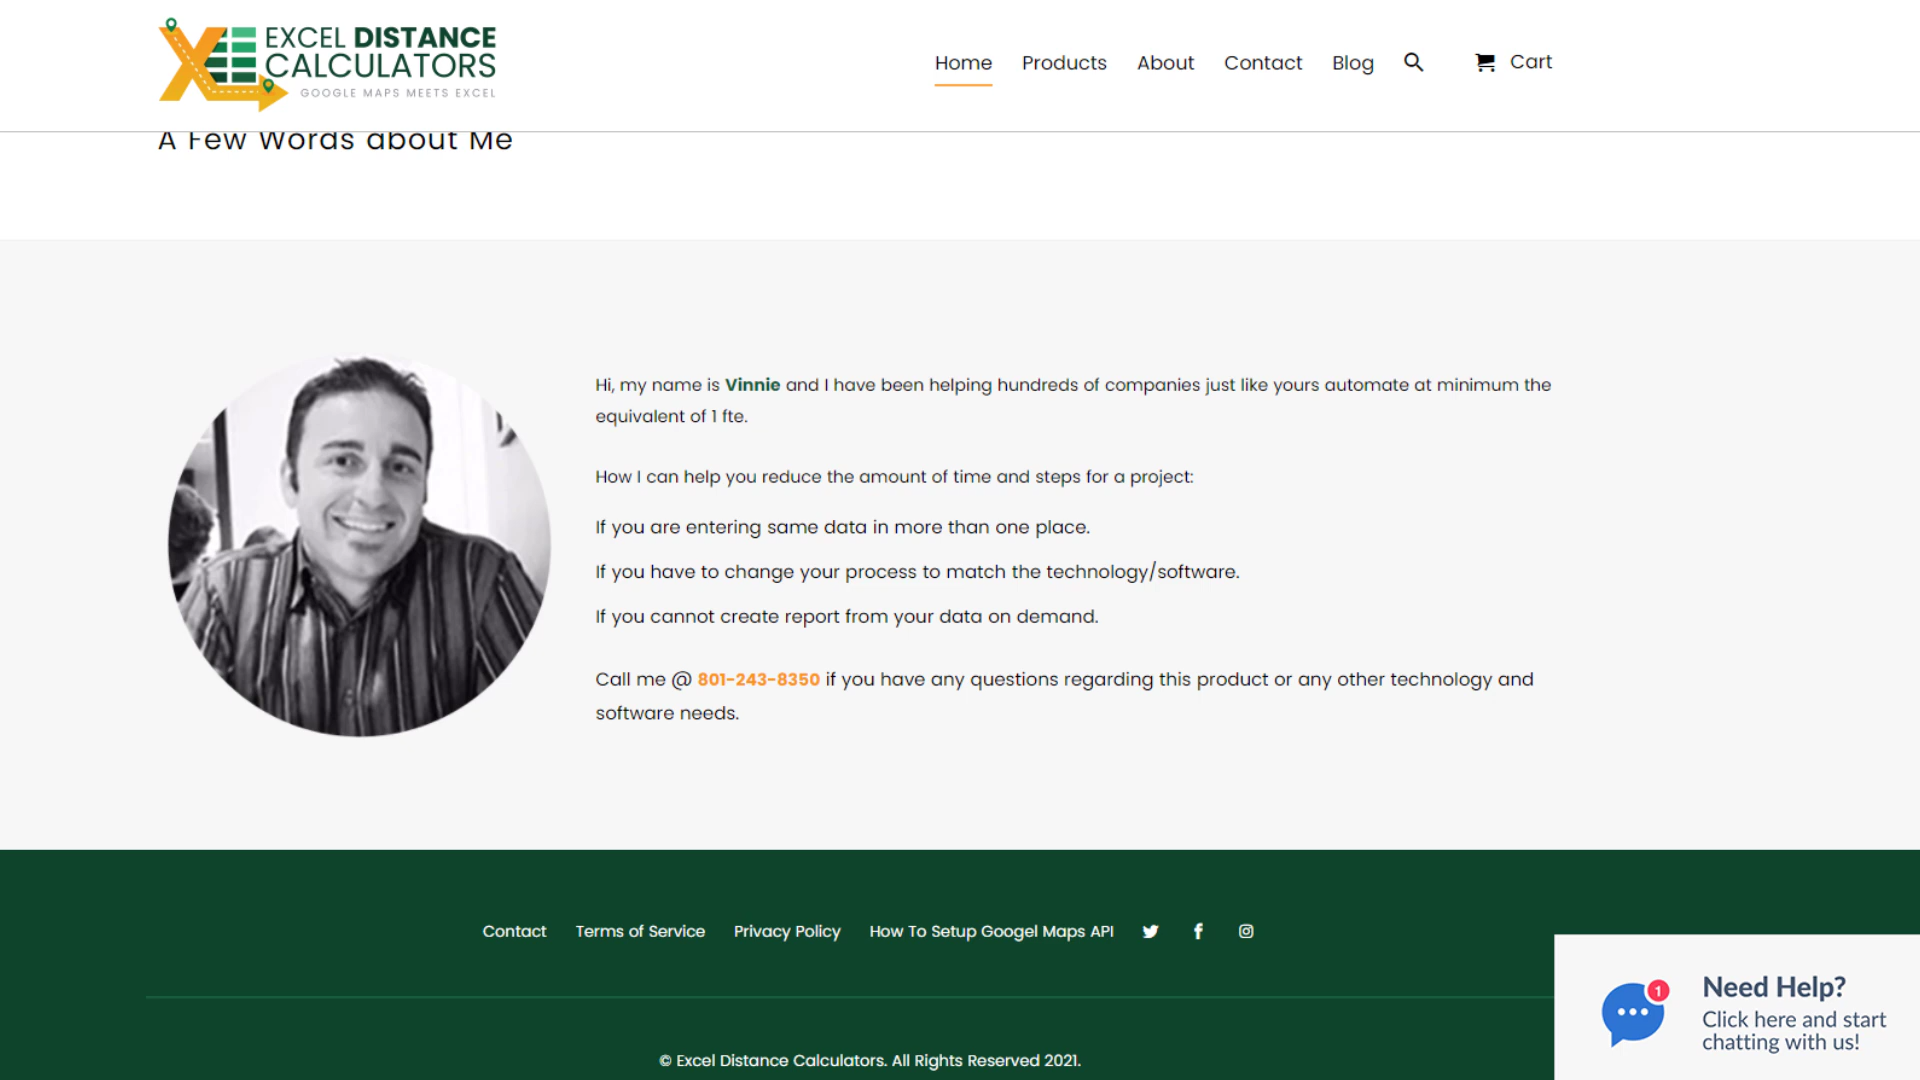 EXCEL DISTANCE
CALCULATORS
GOOGLE MAPS MEETS EXCEL
Home
Products
About
Contact
Blog
Cart
A Few Words about Me
Hi, my name is Vinnie and I have been helping hundreds of companies just like yours automate at minimum the
equivalent of 1 fte.
How I can help you reduce the amount of time and steps for a project:
If you are entering same data in more than one place.
If you have to change your process to match the technology/software.
If you cannot create report from your data on demand.
Call me @ 801-243-8350 if you have any questions regarding this product or any other technology and
software needs.
Contact
Terms of Service
Privacy Policy
How To Setup Googel Maps API
1
Need Help?
Click here and start
chatting with us!
© Excel Distance Calculators. All Rights Reserved 2021.